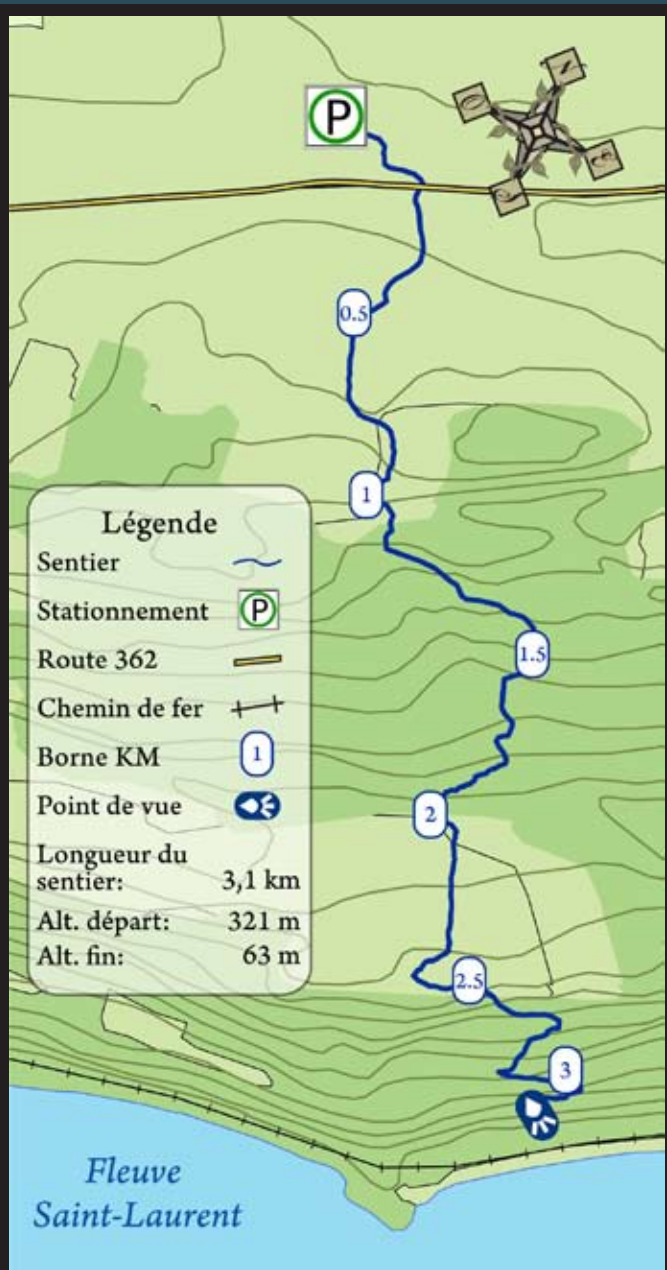 P
N
O
E
S
0.5
1
Légende
Sentier
Stationnement P
Route 362
Chemin de fer
Borne KM 1
Point de vue
Longueur du
sentier: 3,1 km
Alt. départ: 321 m
Alt. fin: 63 m
1.5
2
2.5
3
Fleuve
Saint-Laurent